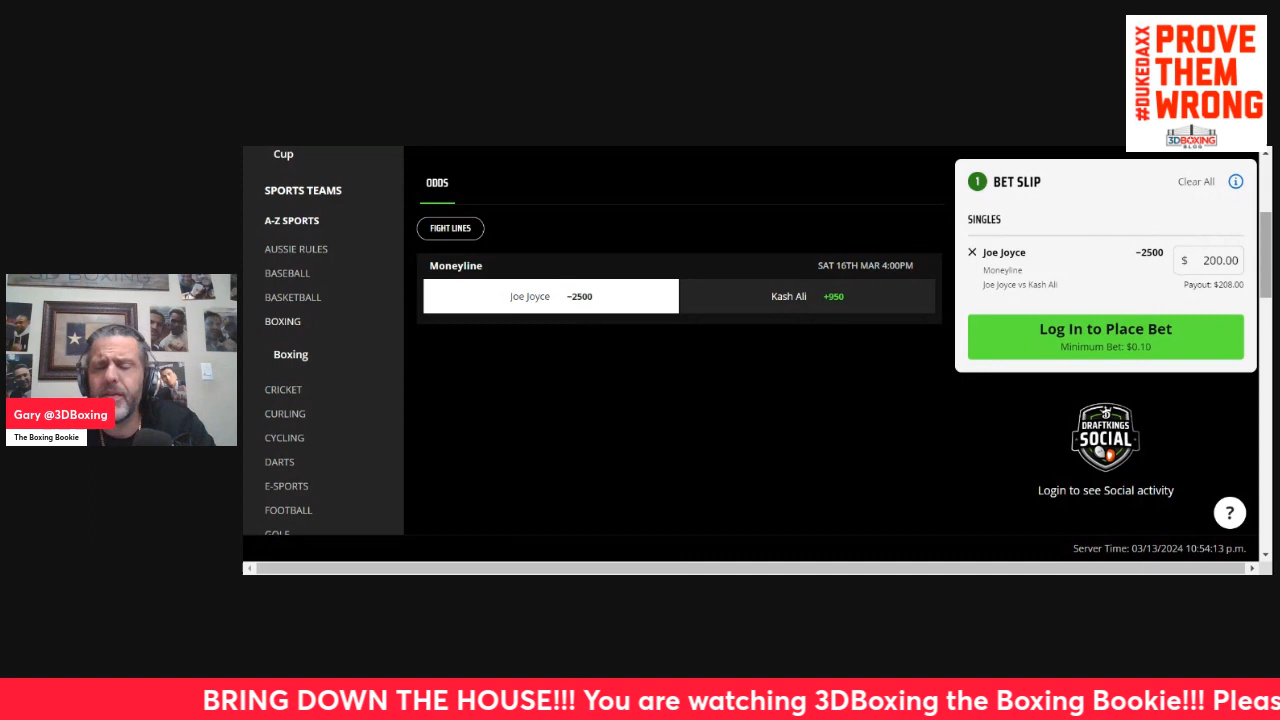 #DUKEDAXX
PROVE
THEM
WRONG
3DBOXING
BLOG
Cup
SPORTS TEAMS
A-Z SPORTS
AUSSIE RULES
BASEBALL
BASKETBALL
BOXING
Boxing
CRICKET
CURLING
CYCLING
DARTS
E-SPORTS
FOOTBALL
GOLF
ODDS
FIGHT LINES
Moneyline SAT 16TH MAR 4:00PM
Joe Joyce −2500 Kash Ali +950
1 BET SLIP Clear All i
SINGLES
Joe Joyce −2500 $ 200.00
Moneyline
Joe Joyce vs Kash Ali Payout: $208.00
Log In to Place Bet
Minimum Bet: $0.10
DRAFTKINGS
SOCIAL
Login to see Social activity
?
Server Time: 03/13/2024 10:54:13 p.m.
3D BOXING
Gary @3DBoxing
The Boxing Bookie
BRING DOWN THE HOUSE!!! You are watching 3DBoxing the Boxing Bookie!!! Pleas